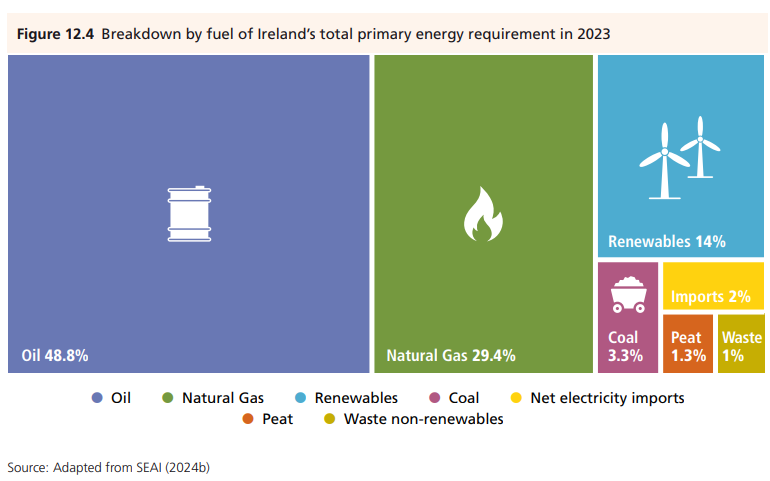 Figure 12.4 Breakdown by fuel of Ireland's total primary energy requirement in 2023
Renewables 14%
Imports 2%
Oil 48.8%
Natural Gas 29.4%
Coal
3.3%
Peat
1.3%
Waste
1%
Oil
Natural Gas
Renewables
Coal
Net electricity imports
Peat
Waste non-renewables
Source: Adapted from SEAI (2024b)